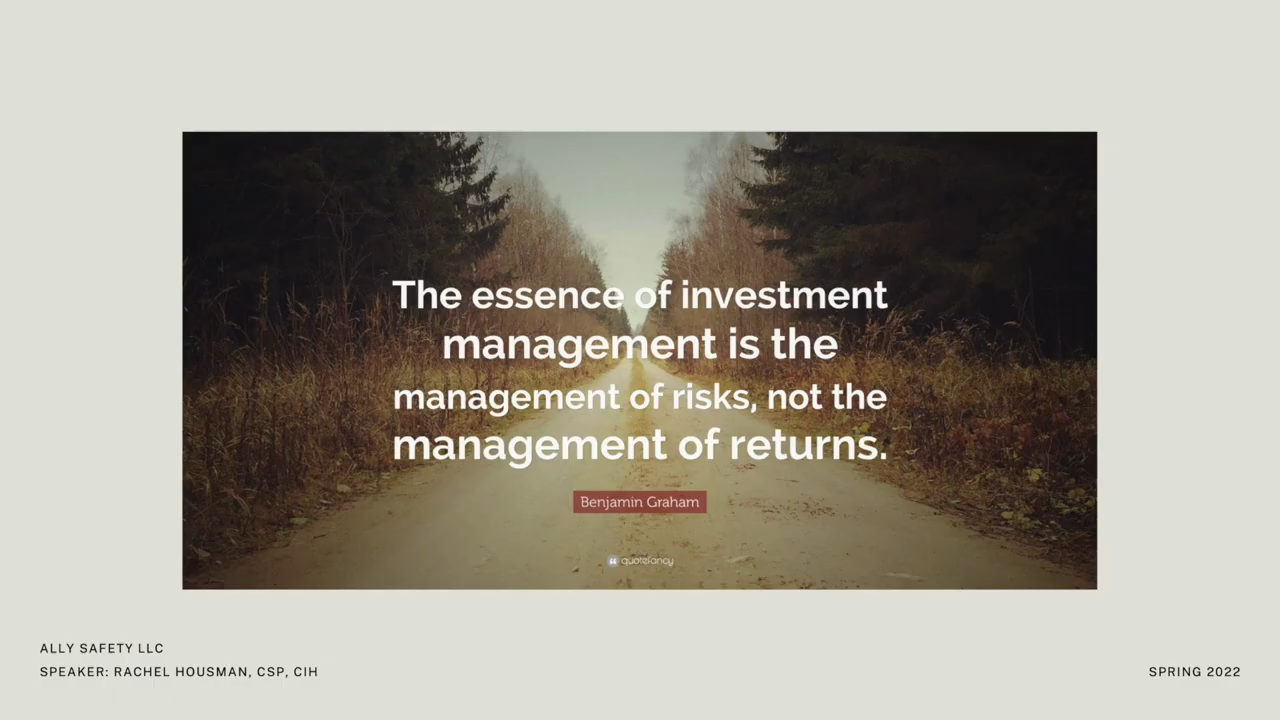 The essence of investment
management is the
management of risks, not the
management of returns.
Benjamin Graham
quotefancy
ALLY SAFETY LLC
SPEAKER: RACHEL HOUSMAN, CSP, CIH
SPRING 2022